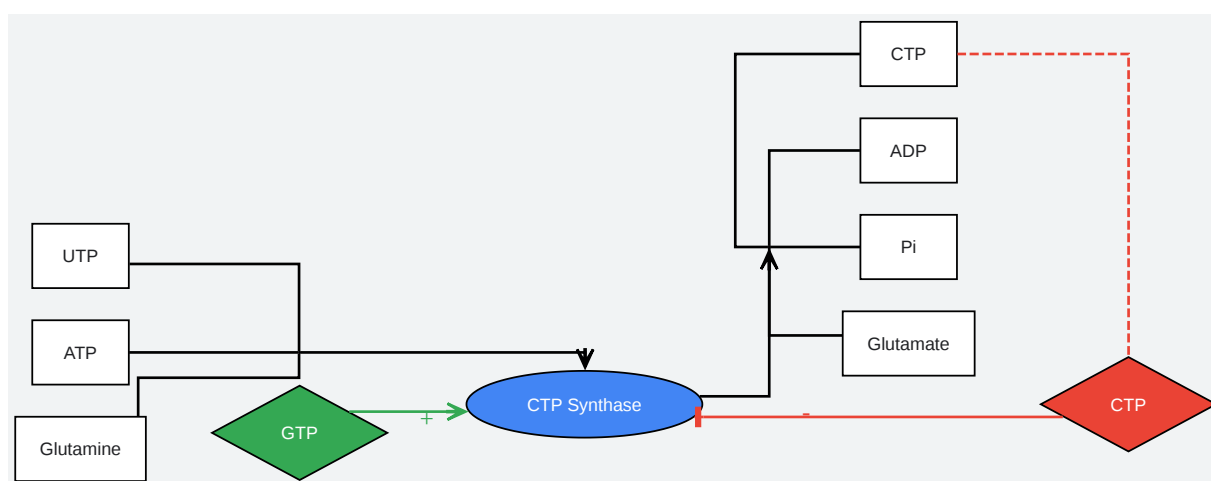 CTP
ADP
UTP
Pi
ATP
Glutamate
CTP Synthase
CTP
+
-
GTP
Glutamine